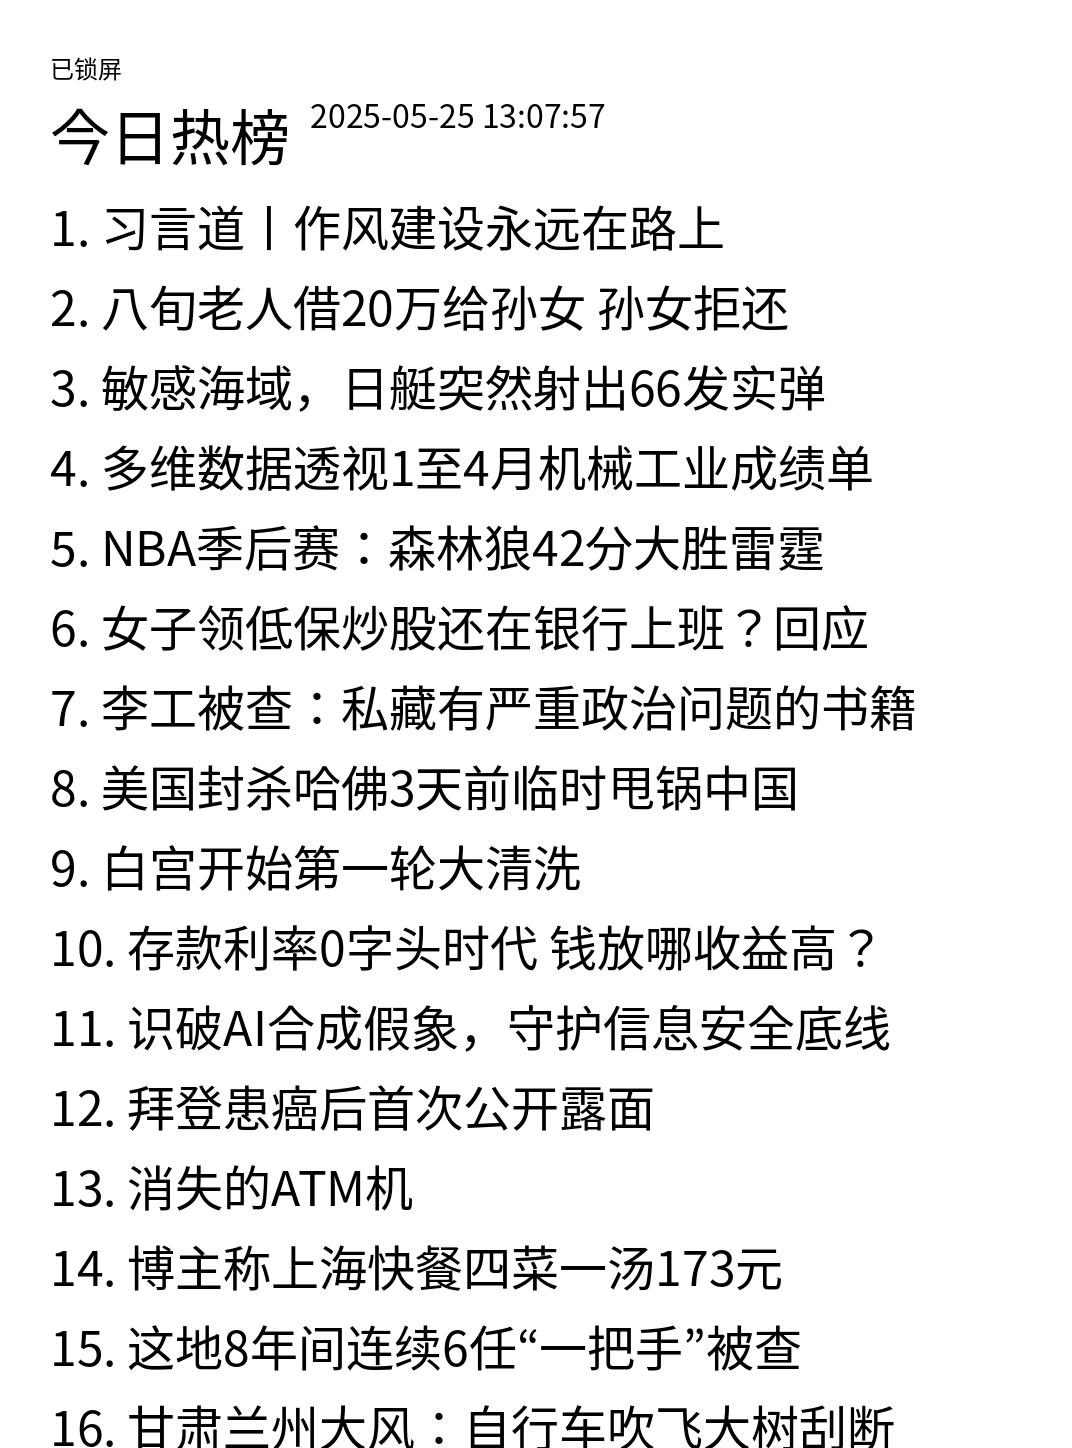 已锁屏
今日热榜 2025-05-25 13:07:57
1. 习言道丨作风建设永远在路上
2. 八旬老人借20万给孙女 孙女拒还
3. 敏感海域，日艇突然射出66发实弹
4. 多维数据透视1至4月机械工业成绩单
5. NBA季后赛：森林狼42分大胜雷霆
6. 女子领低保炒股还在银行上班？回应
7. 李工被查：私藏有严重政治问题的书籍
8. 美国封杀哈佛3天前临时甩锅中国
9. 白宫开始第一轮大清洗
10. 存款利率0字头时代 钱放哪收益高？
11. 识破AI合成假象，守护信息安全底线
12. 拜登患癌后首次公开露面
13. 消失的ATM机
14. 博主称上海快餐四菜一汤173元
15. 这地8年间连续6任“一把手”被查
16. 甘肃兰州大风：自行车吹飞大树刮断